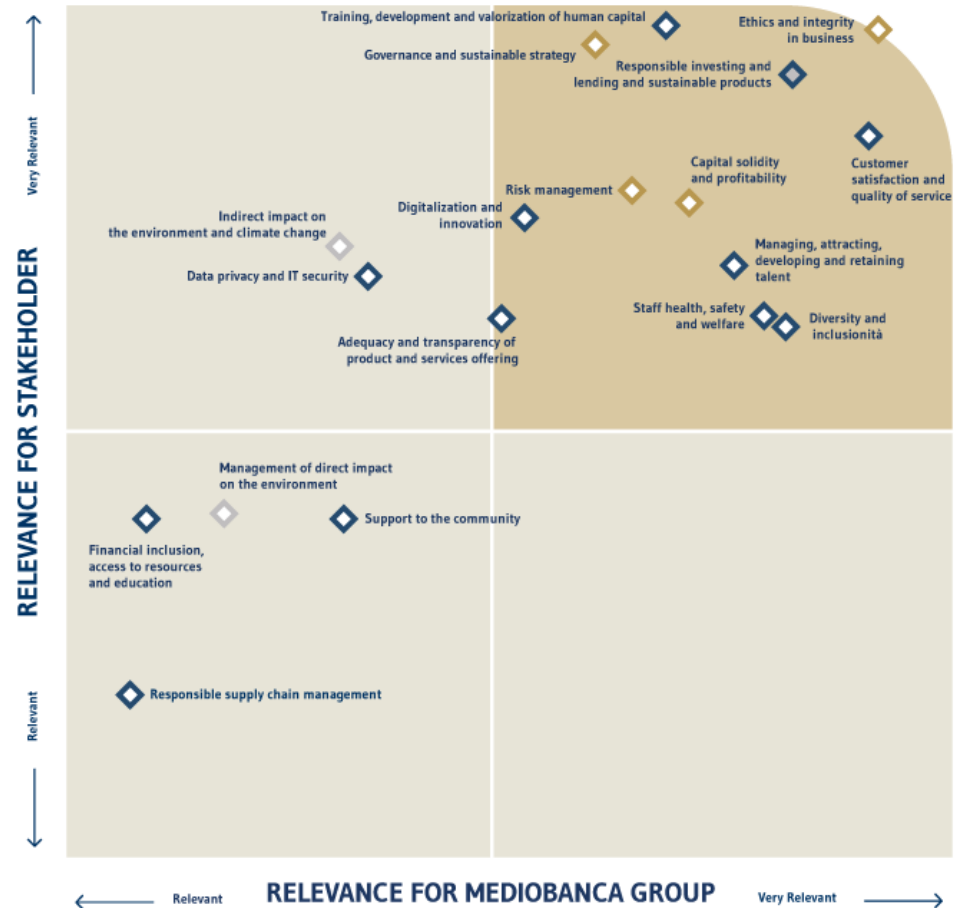 Training, development and valorization of human capital
Ethics and integrity
in business
Governance and sustainable strategy
Responsible investing and
lending and sustainable products
Very Relevant
Customer
satisfaction and
quality of service
Capital solidity
and profitability
Risk management
Digitalization and
innovation
Indirect impact on
the environment and climate change
Data privacy and IT security
Managing, attracting,
developing and retaining
talent
Staff health, safety
and welfare
Diversity and
inclusionità
Adequacy and transparency of
product and services offering
RELEVANCE FOR STAKEHOLDER
Management of direct impact
on the environment
Support to the community
Financial inclusion,
access to resources
and education
Responsible supply chain management
Relevant
Relevant
RELEVANCE FOR MEDIOBANCA GROUP
Very Relevant